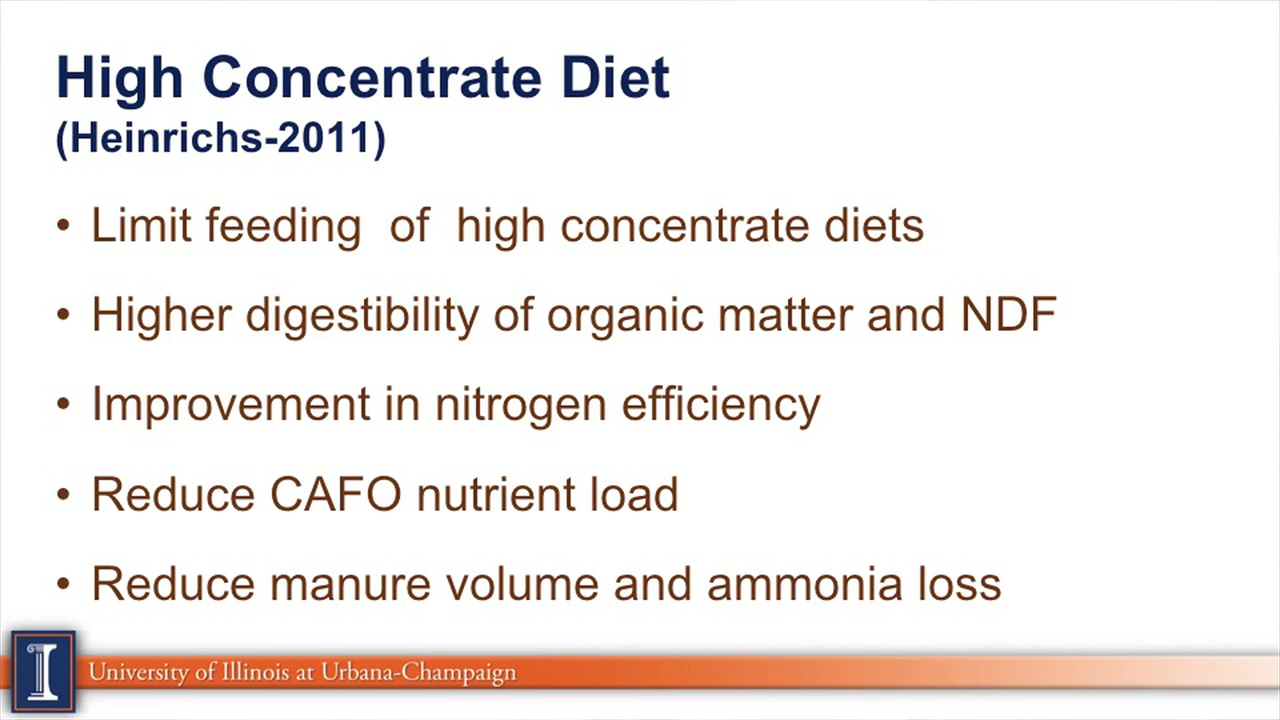 High Concentrate Diet
(Heinrichs-2011)
• Limit feeding of high concentrate diets
• Higher digestibility of organic matter and NDF
• Improvement in nitrogen efficiency
• Reduce CAFO nutrient load
• Reduce manure volume and ammonia loss
I
University of Illinois at Urbana-Champaign